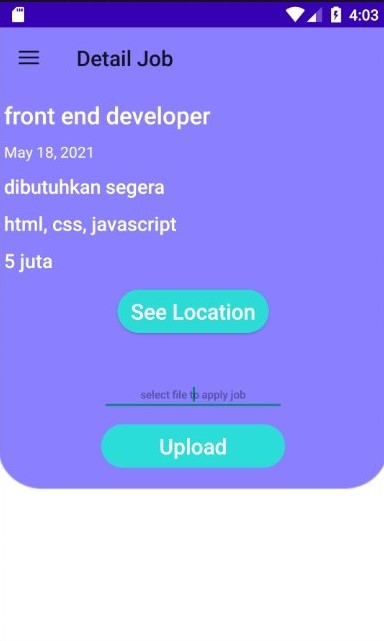 4:03
Detail Job
front end developer
May 18, 2021
dibutuhkan segera
html, css, javascript
5 juta
See Location
select file to apply job
Upload